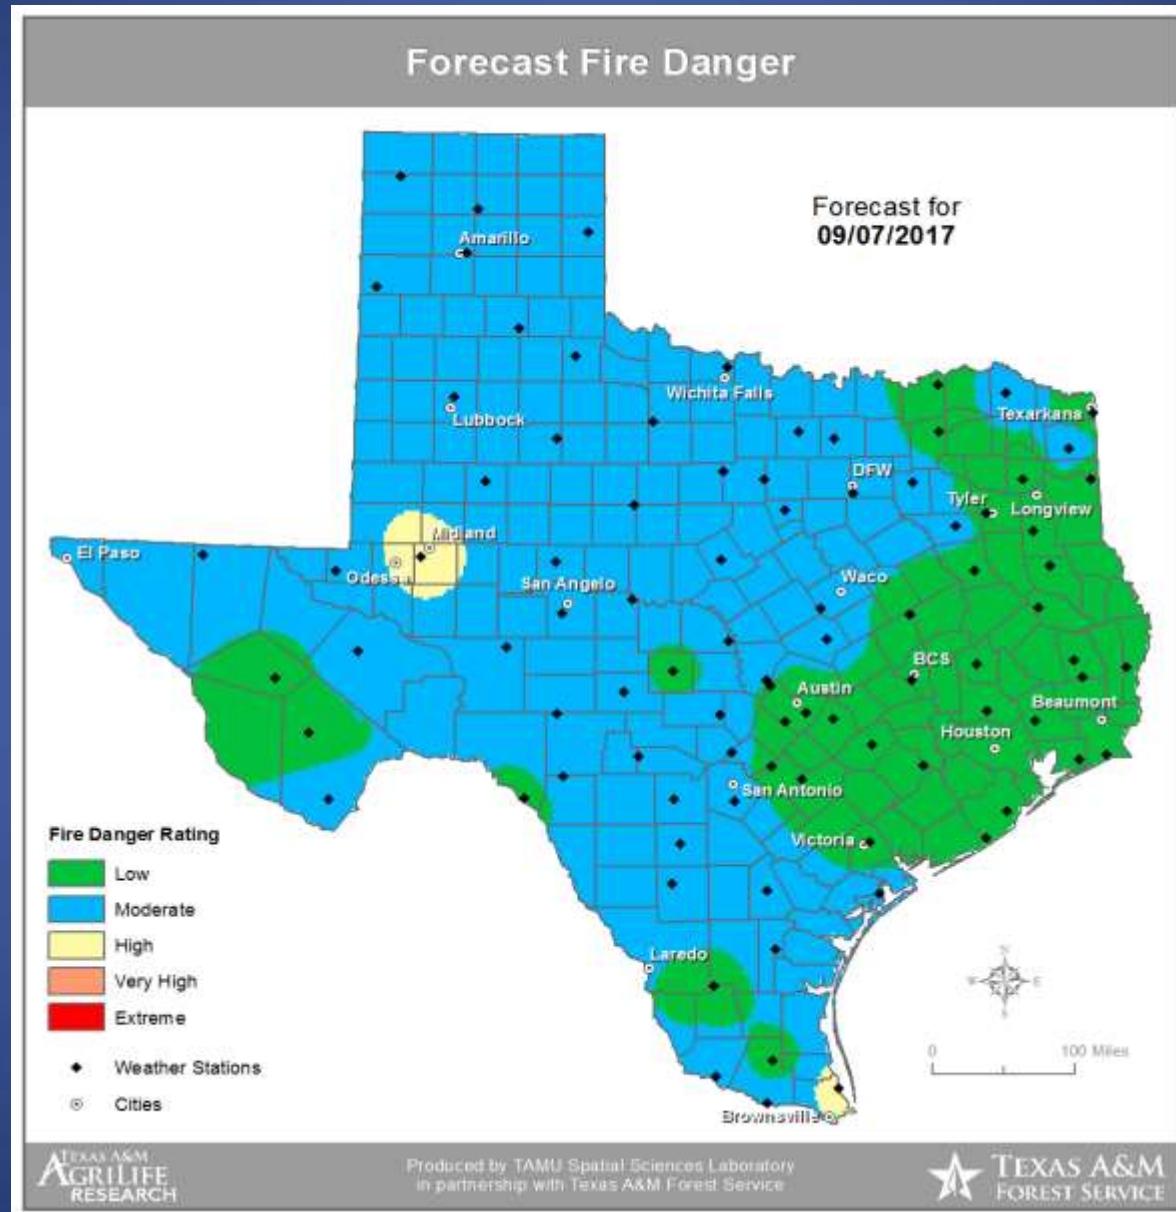 Forecast Fire Danger
Forecast for
09/07/2017
Amarillo
Wichita Falls
Lubbock
Texarkana
DFW
Tyler
Longview
Midland
El Paso
Odessa
San Angelo
Waco
BCS
Austin
Beaumont
Houston
San Antonio
Victoria
Laredo
Brownsville
Fire Danger Rating
Low
Moderate
High
Very High
Extreme
Weather Stations
Cities
N
W E
S
0 100 Miles
TEXAS A&M
AGRILIFE
RESEARCH
Produced by TAMU Spatial Sciences Laboratory
in partnership with Texas A&M Forest Service
TEXAS A&M
FOREST SERVICE